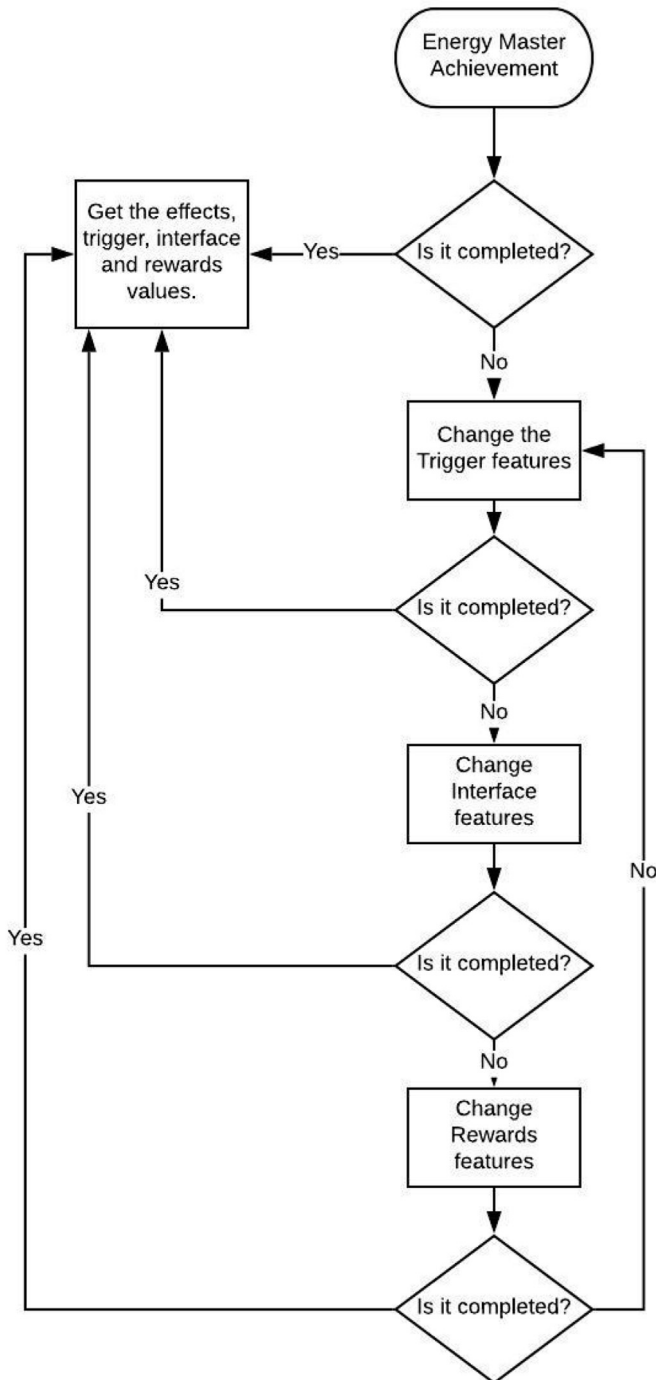 Energy Master
Achievement
Get the effects,
trigger, interface
and rewards
values.
Yes
Is it completed?
No
Change the
Trigger features
Yes
Is it completed?
No
Change
Interface
features
Yes
No
Yes
Is it completed?
No
Change
Rewards
features
Is it completed?